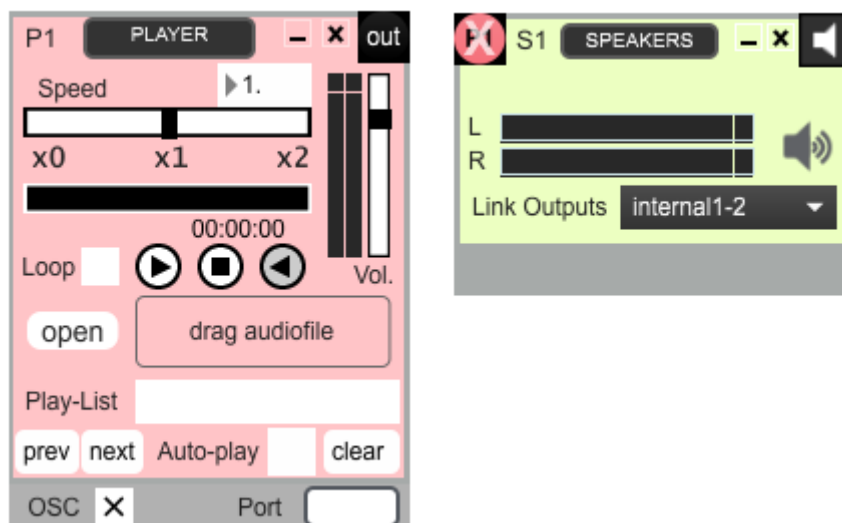 P1 PLAYER out
Speed 1.
x0 x1 x2
00:00:00
Loop
Vol.
open drag audiofile
Play-List
prev next Auto-play clear
OSC Port
P1 S1 SPEAKERS
L
R
Link Outputs internal1-2